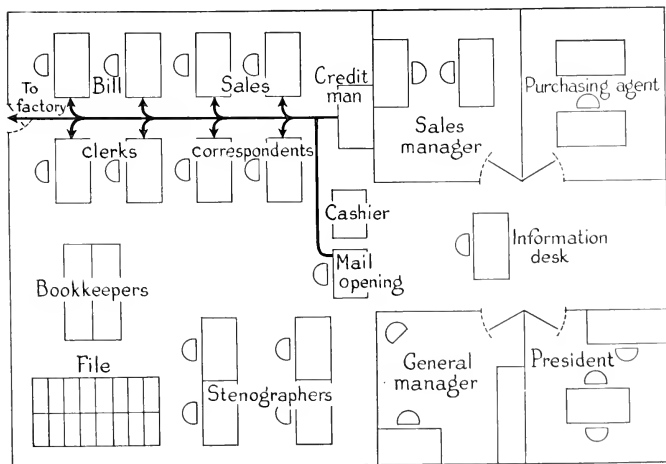 To
factory
Bill
Sales
Credit
man
Sales
manager
Purchasing agent
clerks
correspondents
Cashier
Mail
opening
Information
desk
Bookkeepers
File
Stenographers
General
manager
President